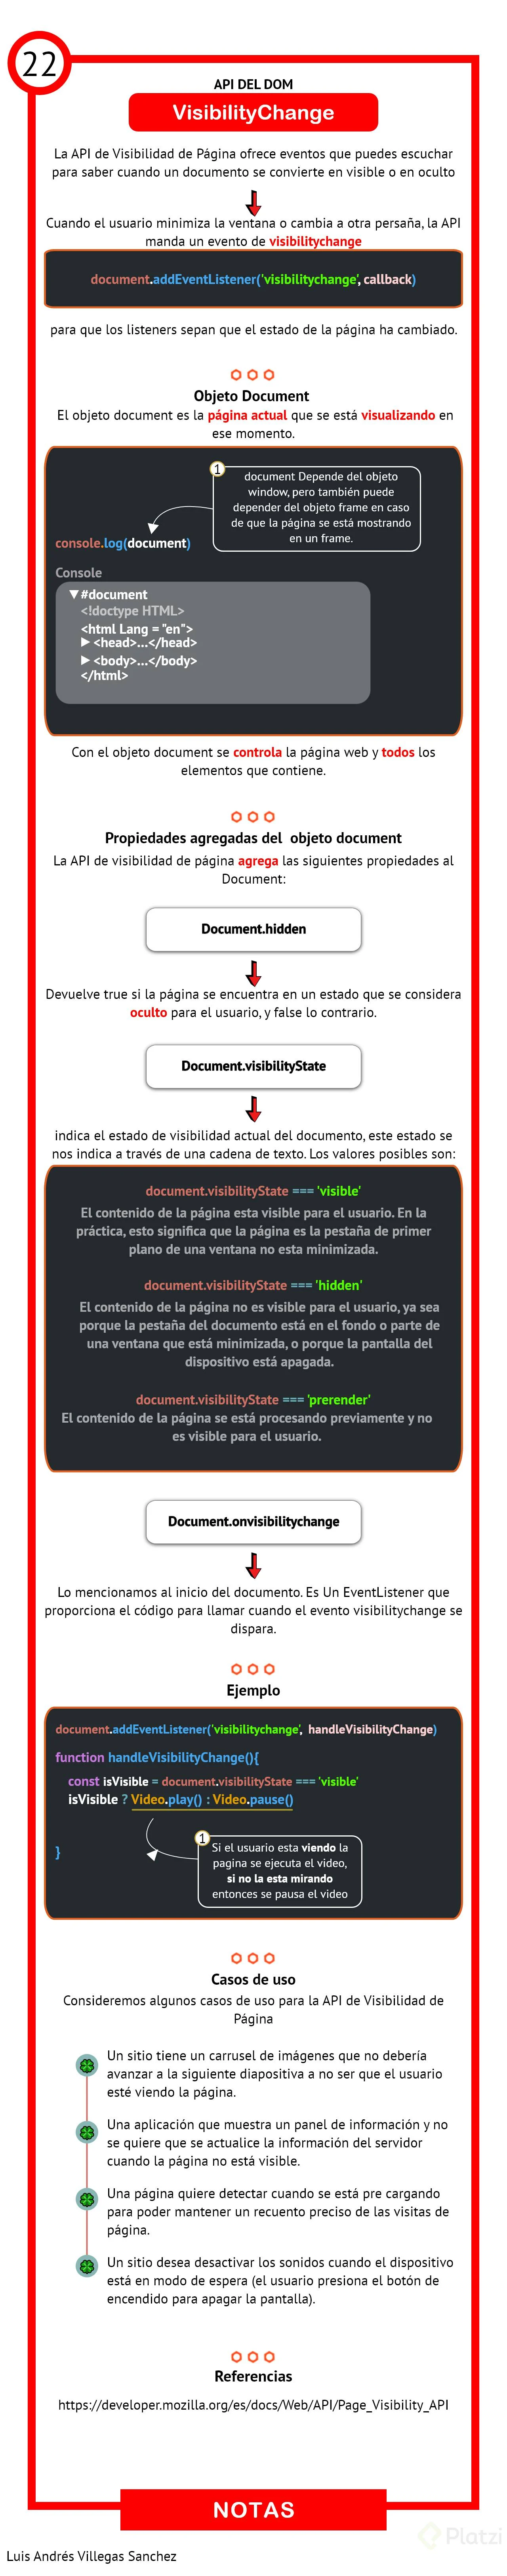 22
API DEL DOM
VisibilityChange
La API de Visibilidad de Página ofrece eventos que puedes escuchar
para saber cuando un documento se convierte en visible o en oculto
Cuando el usuario minimiza la ventana o cambia a otra persaña, la API
manda un evento de visibilitychange
document.addEventListener('visibilitychange', callback)
para que los listeners sepan que el estado de la página ha cambiado.
Objeto Document
El objeto document es la página actual que se está visualizando en
ese momento.
1
document Depende del objeto
window, pero también puede
depender del objeto frame en caso
de que la página se está mostrando
en un frame.
console.log(document)
Console
▼#document
<!doctype HTML>
<html Lang = "en">
▶ <head>...</head>
▶ <body>...</body>
</html>
Con el objeto document se controla la página web y todos los
elementos que contiene.
Propiedades agregadas del objeto document
La API de visibilidad de página agrega las siguientes propiedades al
Document:
Document.hidden
Devuelve true si la página se encuentra en un estado que se considera
oculto para el usuario, y false lo contrario.
Document.visibilityState
indica el estado de visibilidad actual del documento, este estado se
nos indica a través de una cadena de texto. Los valores posibles son:
document.visibilityState === 'visible'
El contenido de la página esta visible para el usuario. En la
práctica, esto significa que la página es la pestaña de primer
plano de una ventana no esta minimizada.
document.visibilityState === 'hidden'
El contenido de la página no es visible para el usuario, ya sea
porque la pestaña del documento está en el fondo o parte de
una ventana que está minimizada, o porque la pantalla del
dispositivo está apagada.
document.visibilityState === 'prerender'
El contenido de la página se está procesando previamente y no
es visible para el usuario.
Document.onvisibilitychange
Lo mencionamos al inicio del documento. Es Un EventListener que
proporciona el código para llamar cuando el evento visibilitychange se
dispara.
Ejemplo
document.addEventListener('visibilitychange', handleVisibilityChange)
function handleVisibilityChange(){
const isVisible = document.visibilityState === 'visible'
isVisible ? Video.play() : Video.pause()
1
Si el usuario esta viendo la
pagina se ejecuta el video,
si no la esta mirando
entonces se pausa el video
}
Casos de uso
Consideremos algunos casos de uso para la API de Visibilidad de
Página
Un sitio tiene un carrusel de imágenes que no debería
avanzar a la siguiente diapositiva a no ser que el usuario
esté viendo la página.
Una aplicación que muestra un panel de información y no
se quiere que se actualice la información del servidor
cuando la página no está visible.
Una página quiere detectar cuando se está pre cargando
para poder mantener un recuento preciso de las visitas de
página.
Un sitio desea desactivar los sonidos cuando el dispositivo
está en modo de espera (el usuario presiona el botón de
encendido para apagar la pantalla).
Referencias
https://developer.mozilla.org/es/docs/Web/API/Page_Visibility_API
NOTAS
Platzi
Luis Andrés Villegas Sanchez